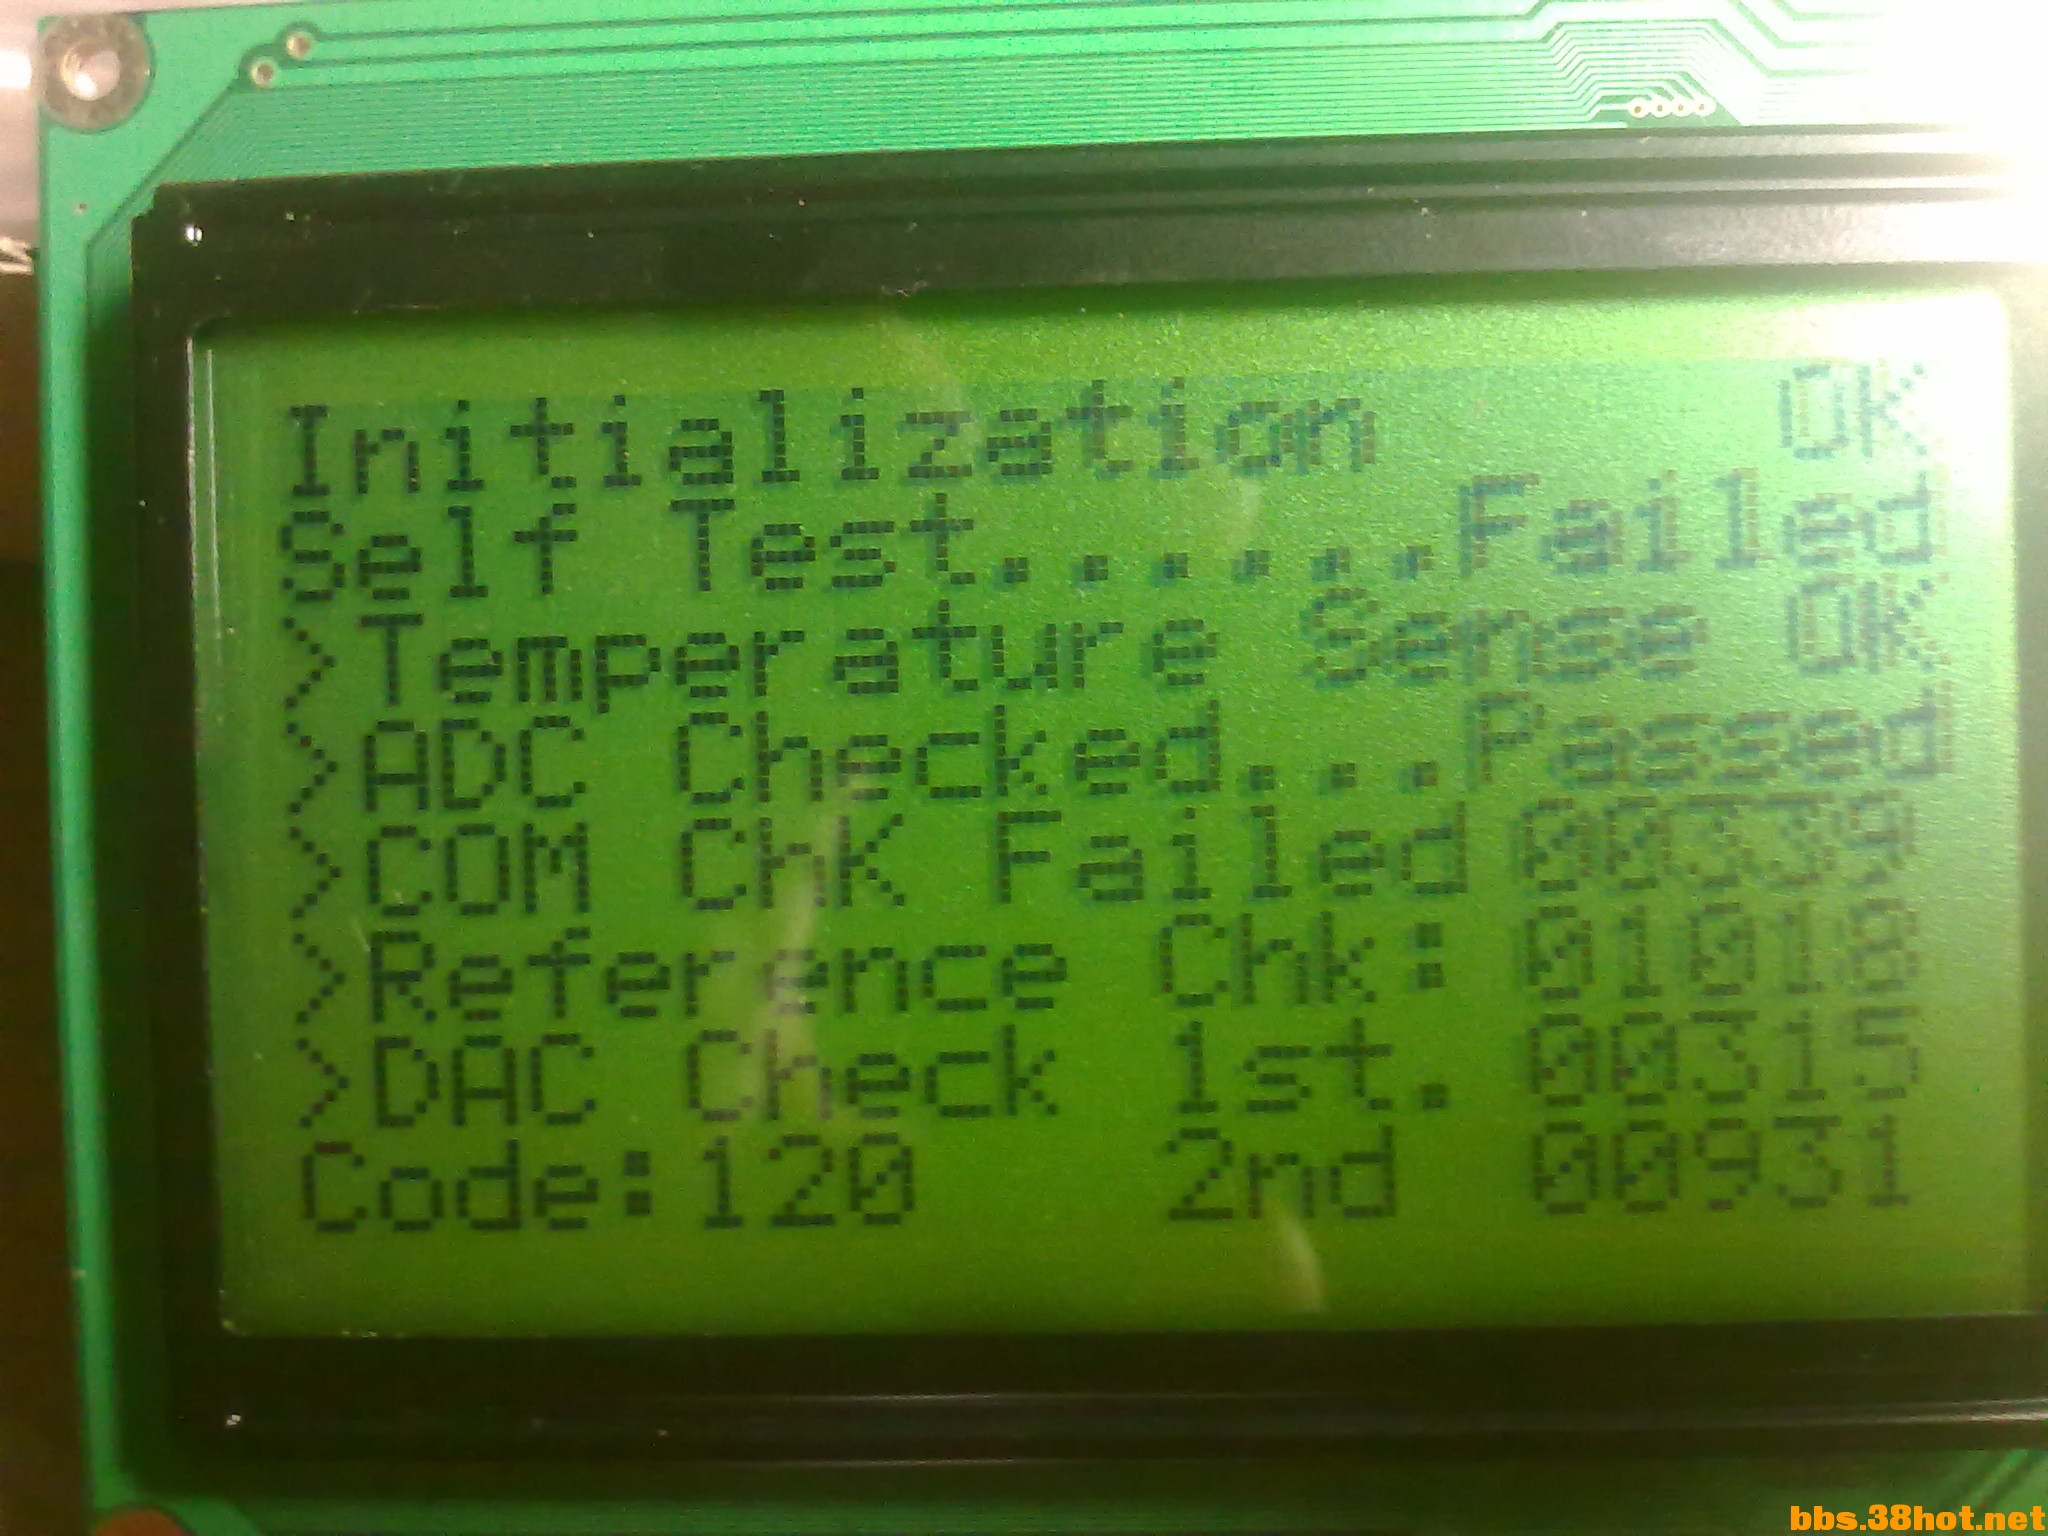 Initialization OK
Self Test......Failed
>Temperature Sense OK
>ADC Checked...Passed
>COM Chk Failed 00339
>Reference Chk: 01018
>DAC Check 1st. 00315
Code:120 2nd 00931
bbs.38hot.net